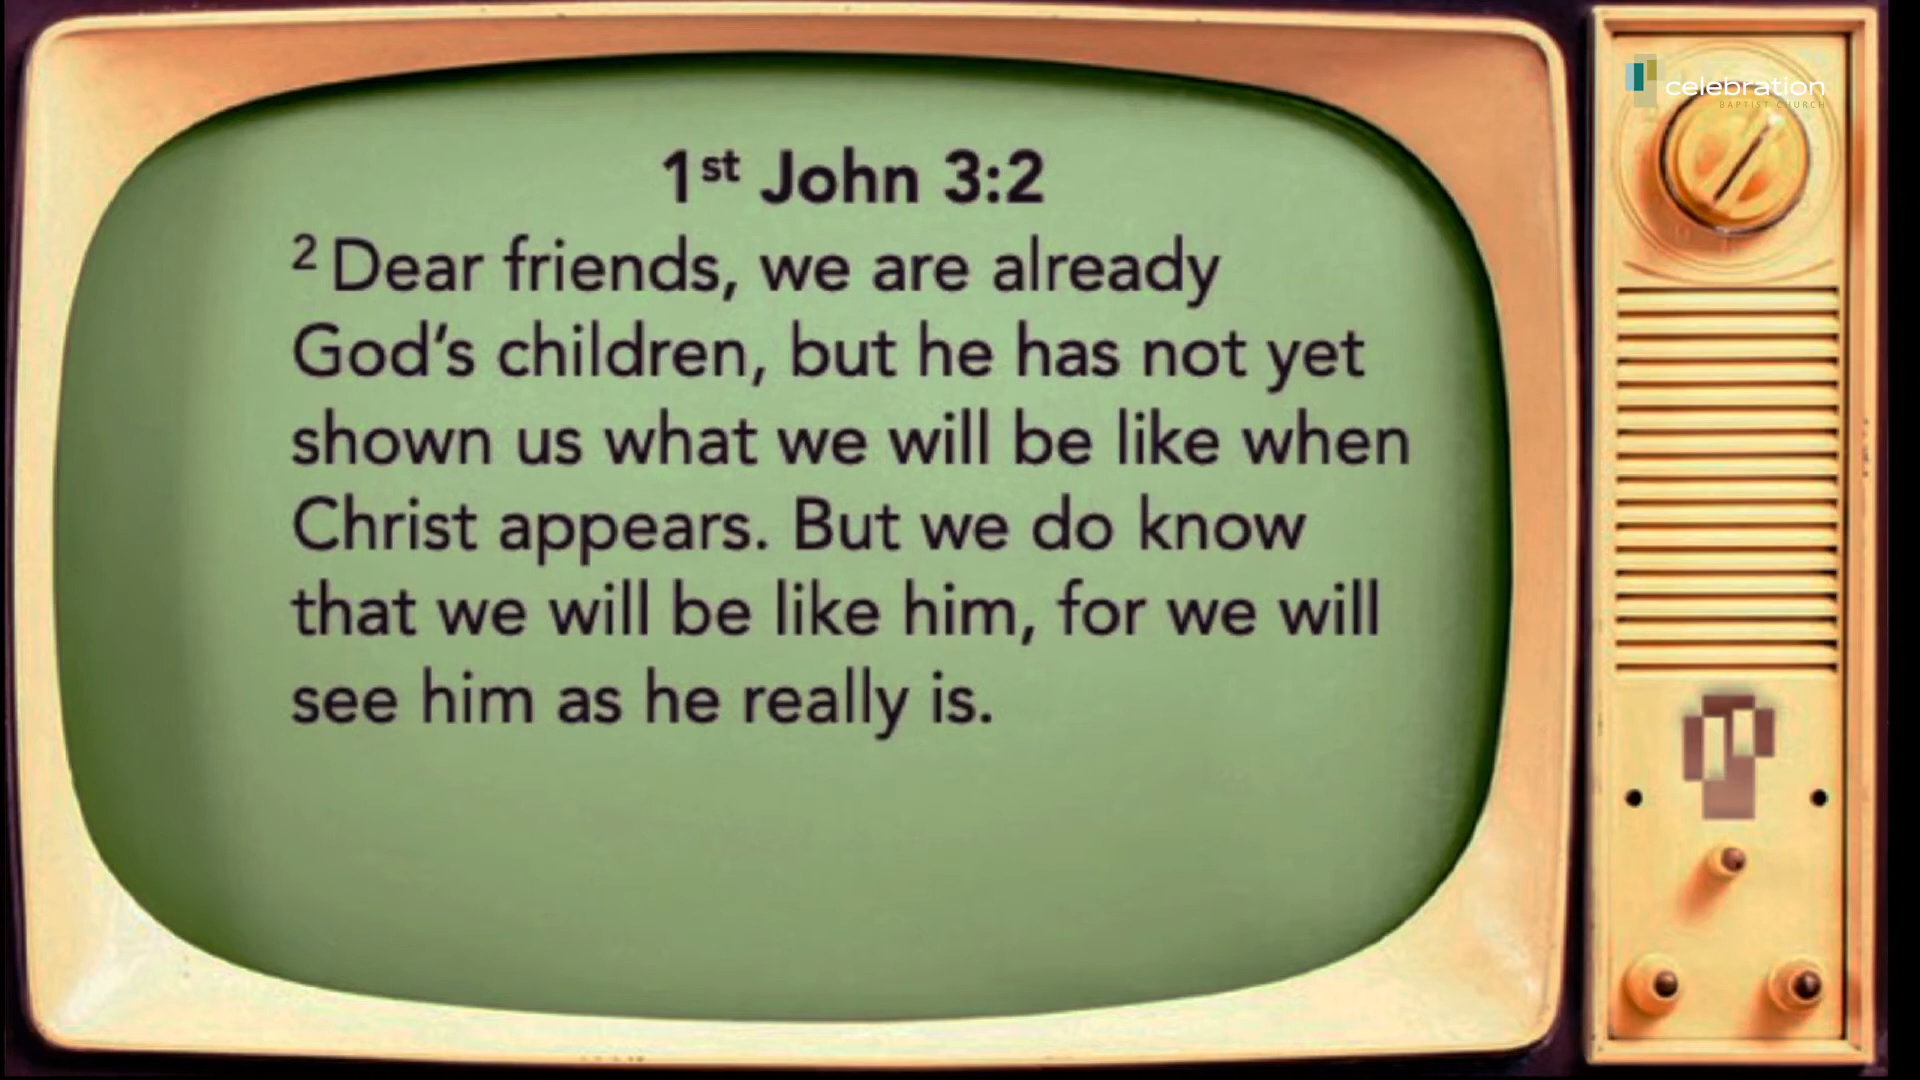 celebration
BAPTIST CHURCH
1st John 3:2
2 Dear friends, we are already
God’s children, but he has not yet
shown us what we will be like when
Christ appears. But we do know
that we will be like him, for we will
see him as he really is.